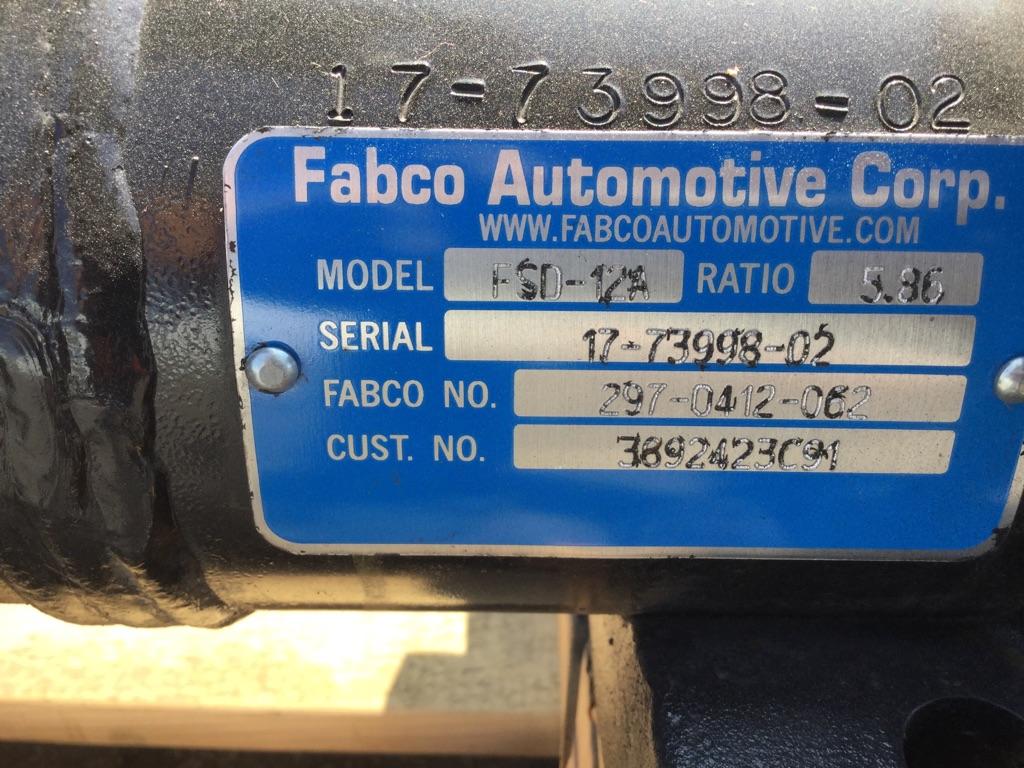 17-73998-02
Fabco Automotive Corp.
WWW.FABCOAUTOMOTIVE.COM
MODEL FSD-12A RATIO 5.86
SERIAL 17-73998-02
FABCO NO. 297-0412-062
CUST. NO. 3892423C91